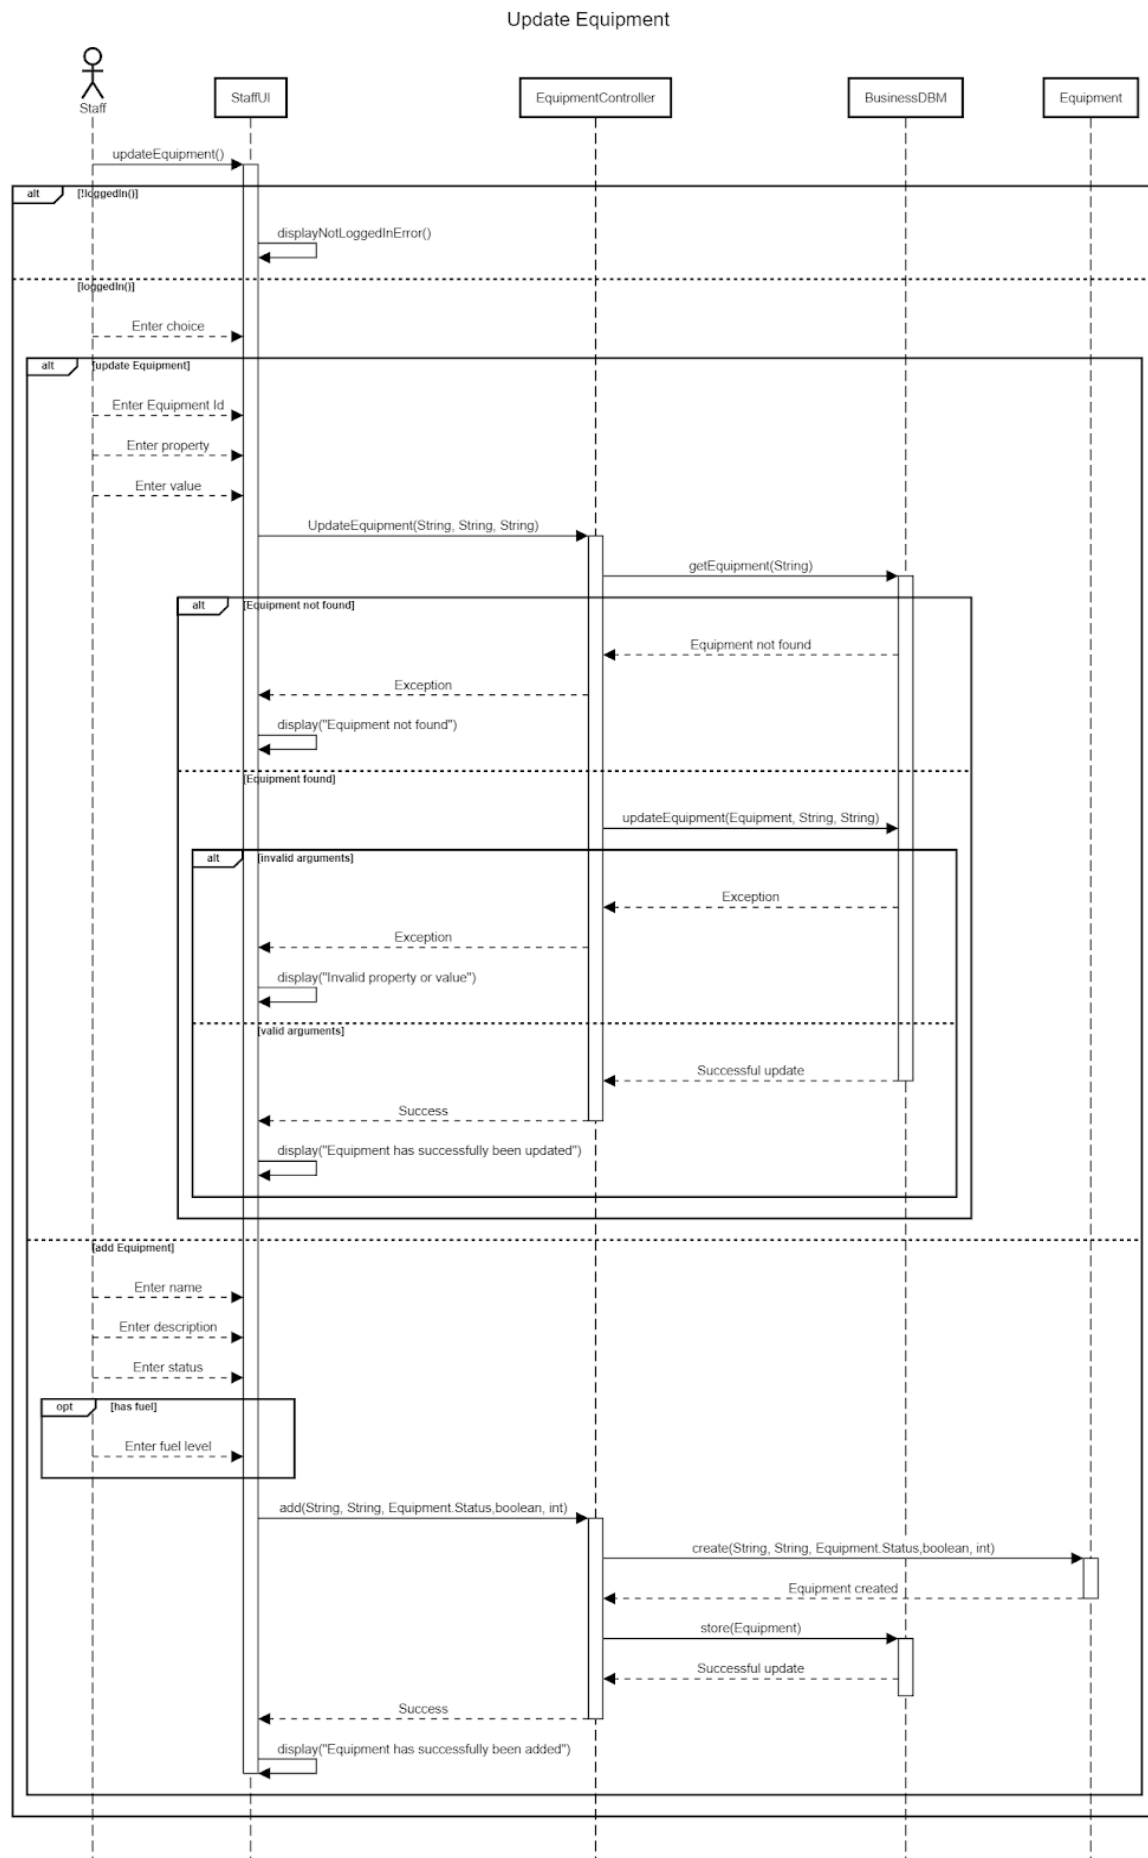 Update Equipment
Staff
StaffUI
EquipmentController
BusinessDBM
Equipment
updateEquipment()
alt
[!loggedIn()]
displayNotLoggedInError()
[loggedIn()]
Enter choice
alt
[update Equipment]
Enter Equipment Id
Enter property
Enter value
UpdateEquipment(String, String, String)
getEquipment(String)
alt
[Equipment not found]
Equipment not found
Exception
display("Equipment not found")
[Equipment found]
updateEquipment(Equipment, String, String)
alt
[invalid arguments]
Exception
Exception
display("Invalid property or value")
[valid arguments]
Successful update
Success
display("Equipment has successfully been updated")
[add Equipment]
Enter name
Enter description
Enter status
opt
[has fuel]
Enter fuel level
add(String, String, Equipment.Status,boolean, int)
create(String, String, Equipment.Status,boolean, int)
Equipment created
store(Equipment)
Successful update
Success
display("Equipment has successfully been added")